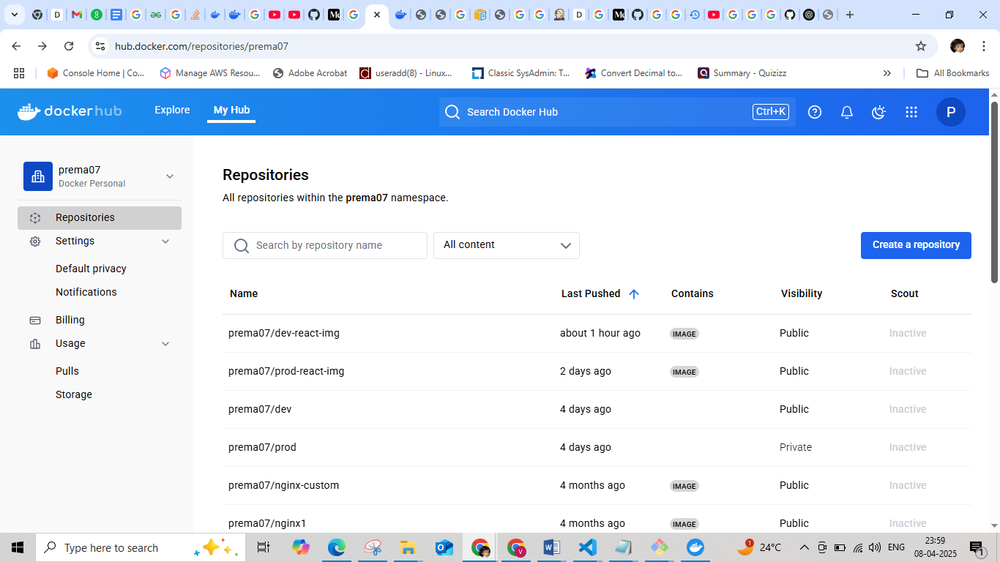 hub.docker.com/repositories/prema07
Console Home | Co...
Manage AWS Resou...
Adobe Acrobat
useradd(8) - Linux...
Classic SysAdmin: T...
Convert Decimal to...
Summary - Quizizz
»
All Bookmarks
dockerhub
Explore
My Hub
Search Docker Hub
Ctrl+K
P
prema07
Docker Personal
Repositories
Settings
Default privacy
Notifications
Billing
Usage
Pulls
Storage
Repositories
All repositories within the prema07 namespace.
Search by repository name
All content
Create a repository
Name Last Pushed Contains Visibility Scout
prema07/dev-react-img about 1 hour ago IMAGE Public Inactive
prema07/prod-react-img 2 days ago IMAGE Public Inactive
prema07/dev 4 days ago Public Inactive
prema07/prod 4 days ago Private Inactive
prema07/nginx-custom 4 months ago IMAGE Public Inactive
prema07/nginx1 4 months ago IMAGE Public Inactive
Type here to search
1
24°C
ENG
23:59
08-04-2025
1